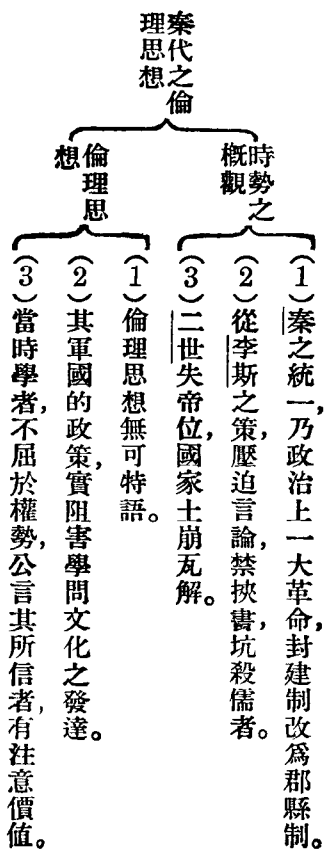 秦代之倫
理思想
時勢之
概觀
（1）秦之統一，乃政治上一大革命，封建制改爲郡縣制。
（2）從李斯之策，壓迫言論，禁挾書，坑殺儒者。
（3）二世失帝位，國家土崩瓦解。
倫理思
想
（1）倫理思想無可特語。
（2）其軍國的政策，實阻害學問文化之發達。
（3）當時學者，不屈於權勢，公言其所信者，有注意價值。